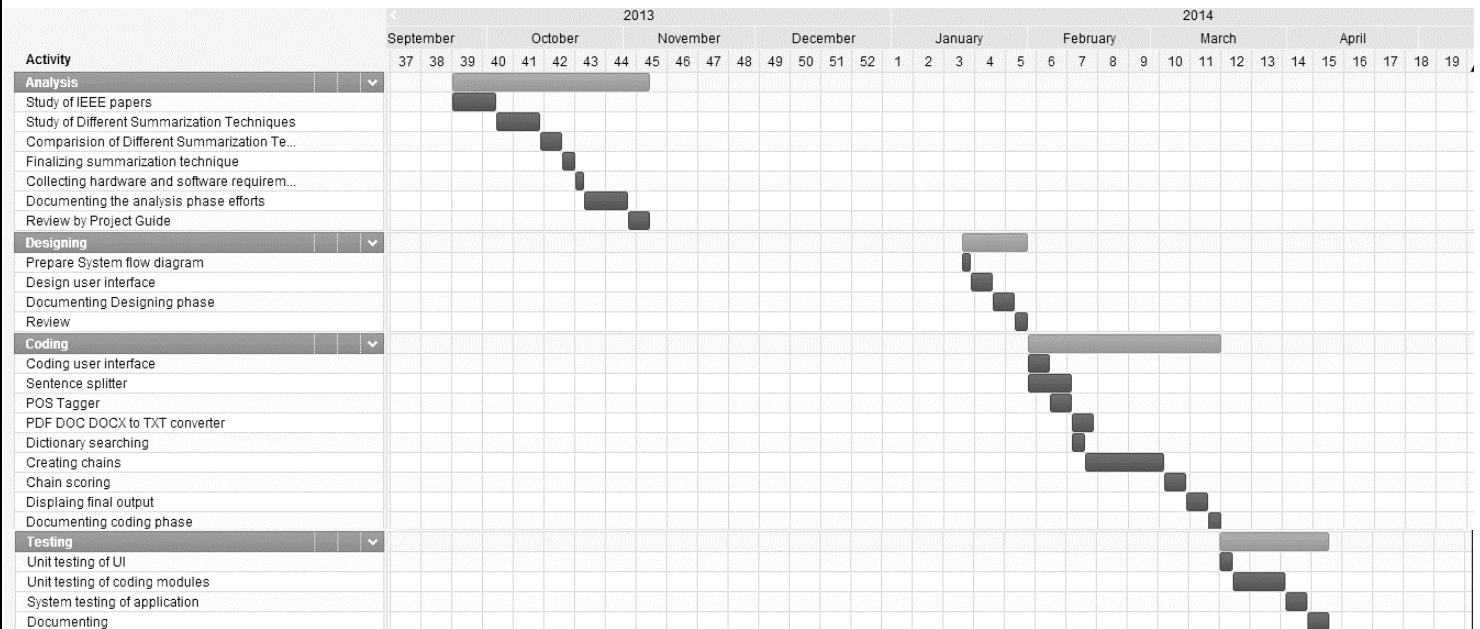 2013 2014
September October November December January February March April
Activity 37 38 39 40 41 42 43 44 45 46 47 48 49 50 51 52 1 2 3 4 5 6 7 8 9 10 11 12 13 14 15 16 17 18 19
Analysis
Study of IEEE papers
Study of Different Summarization Techniques
Comparision of Different Summarization Te...
Finalizing summarization technique
Collecting hardware and software requirem...
Documenting the analysis phase efforts
Review by Project Guide
Designing
Prepare System flow diagram
Design user interface
Documenting Designing phase
Review
Coding
Coding user interface
Sentence splitter
POS Tagger
PDF DOC DOCX to TXT converter
Dictionary searching
Creating chains
Chain scoring
Displaing final output
Documenting coding phase
Testing
Unit testing of UI
Unit testing of coding modules
System testing of application
Documenting